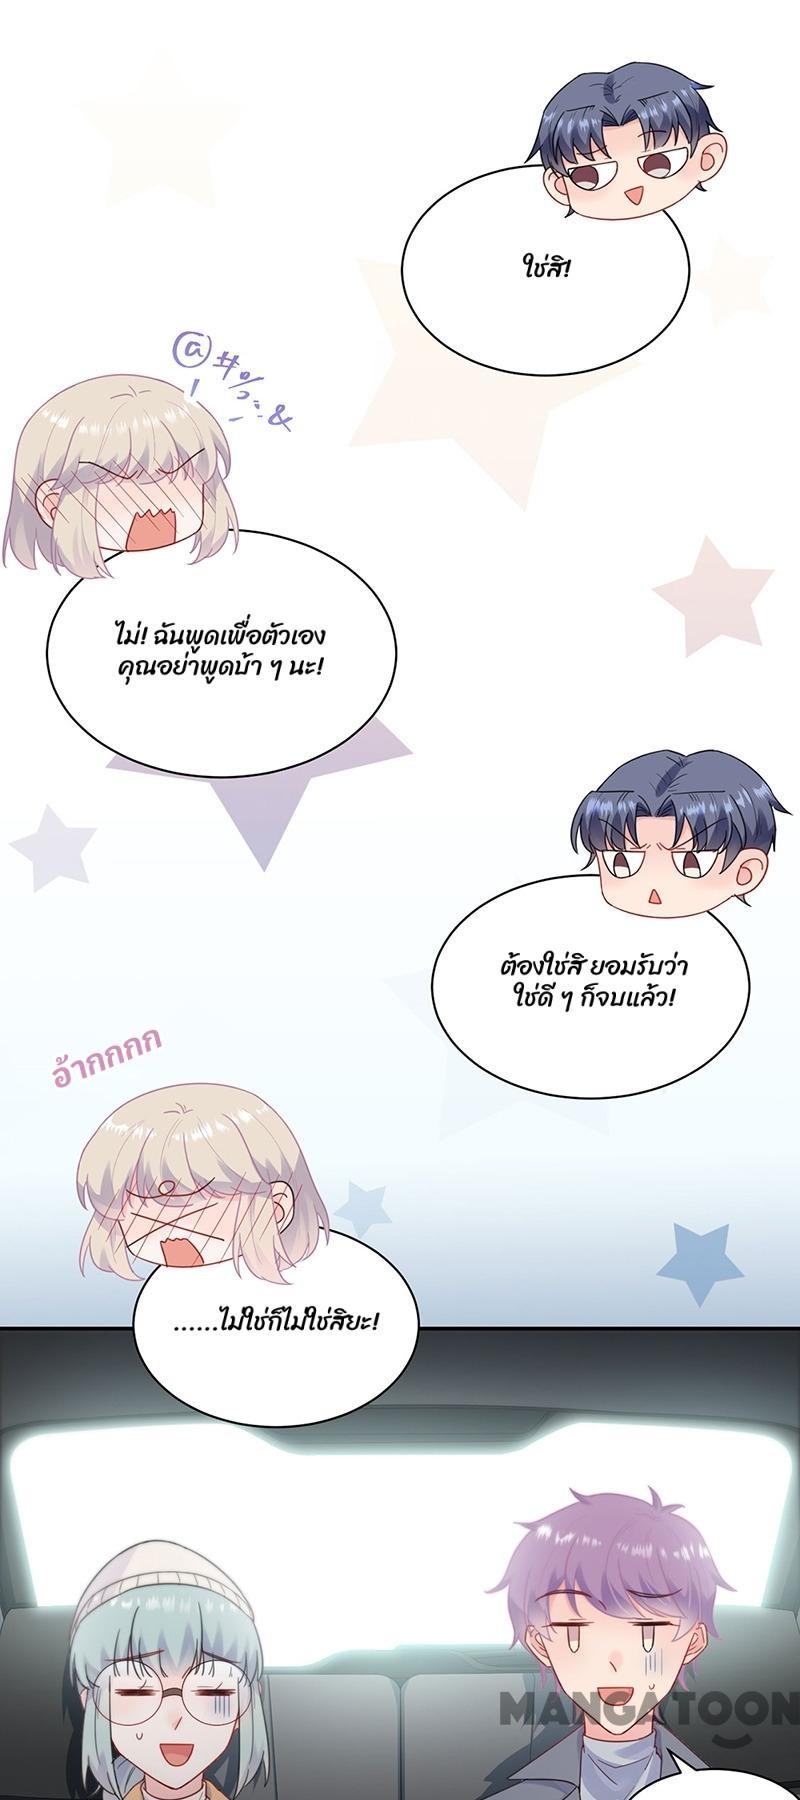 ใช่สิ!
@#%:&
ไม่! ฉันพูดเพื่อตัวเอง
คุณอย่าพูดบ้า ๆ นะ!
ต้องใช่สิ ยอมรับว่า
ใช่ดี ๆ ก็จบแล้ว!
อ้ากกกก
......ไม่ใช่ก็ไม่ใช่สิยะ!
MANGATOON